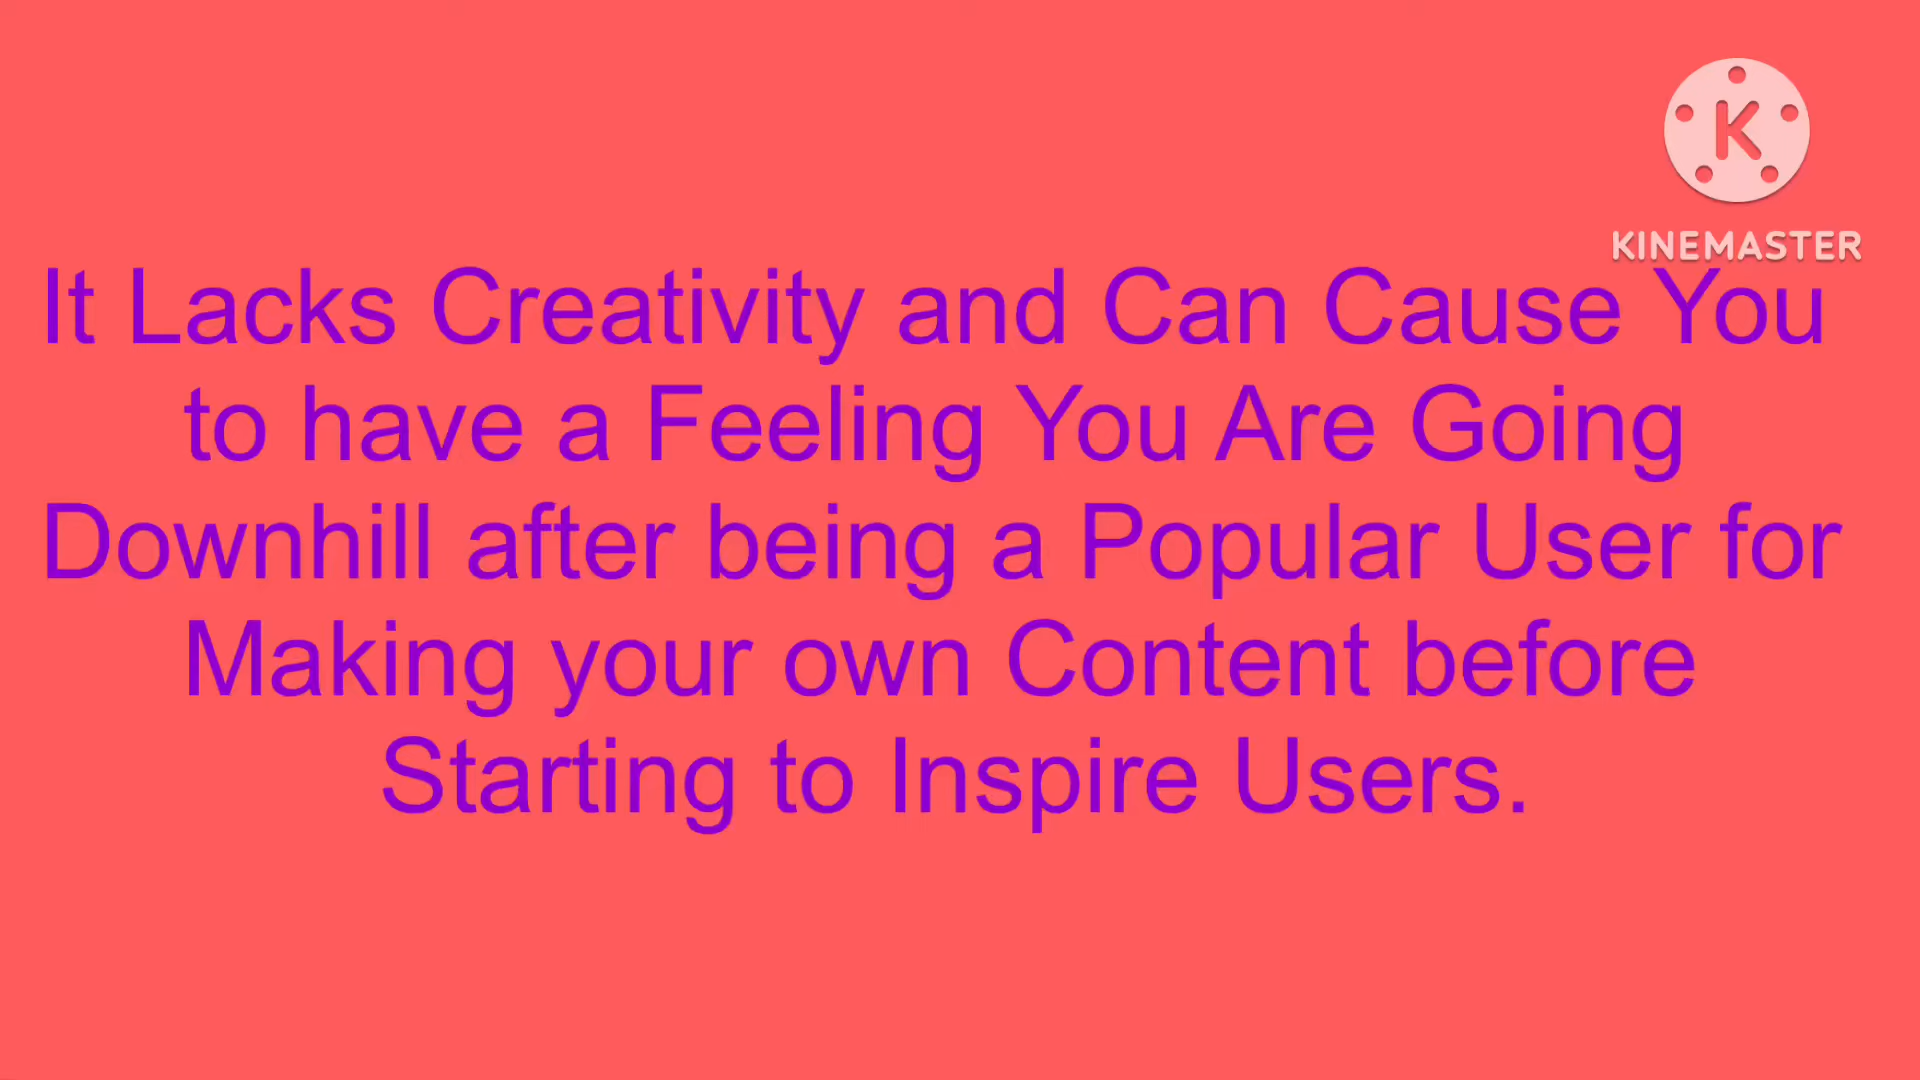 K
KINEMASTER
It Lacks Creativity and Can Cause You
to have a Feeling You Are Going
Downhill after being a Popular User for
Making your own Content before
Starting to Inspire Users.